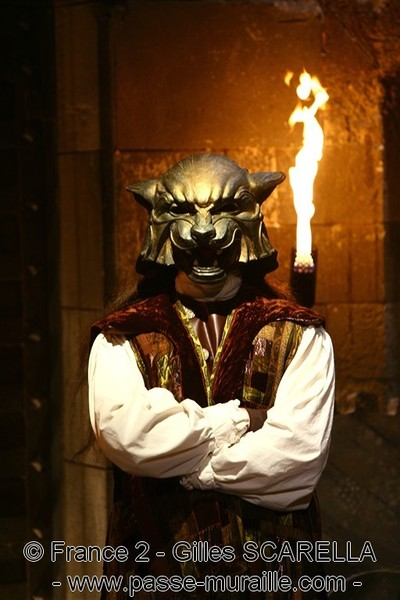 © France 2 - Gilles SCARELLA
- www.passe-muraille.com -